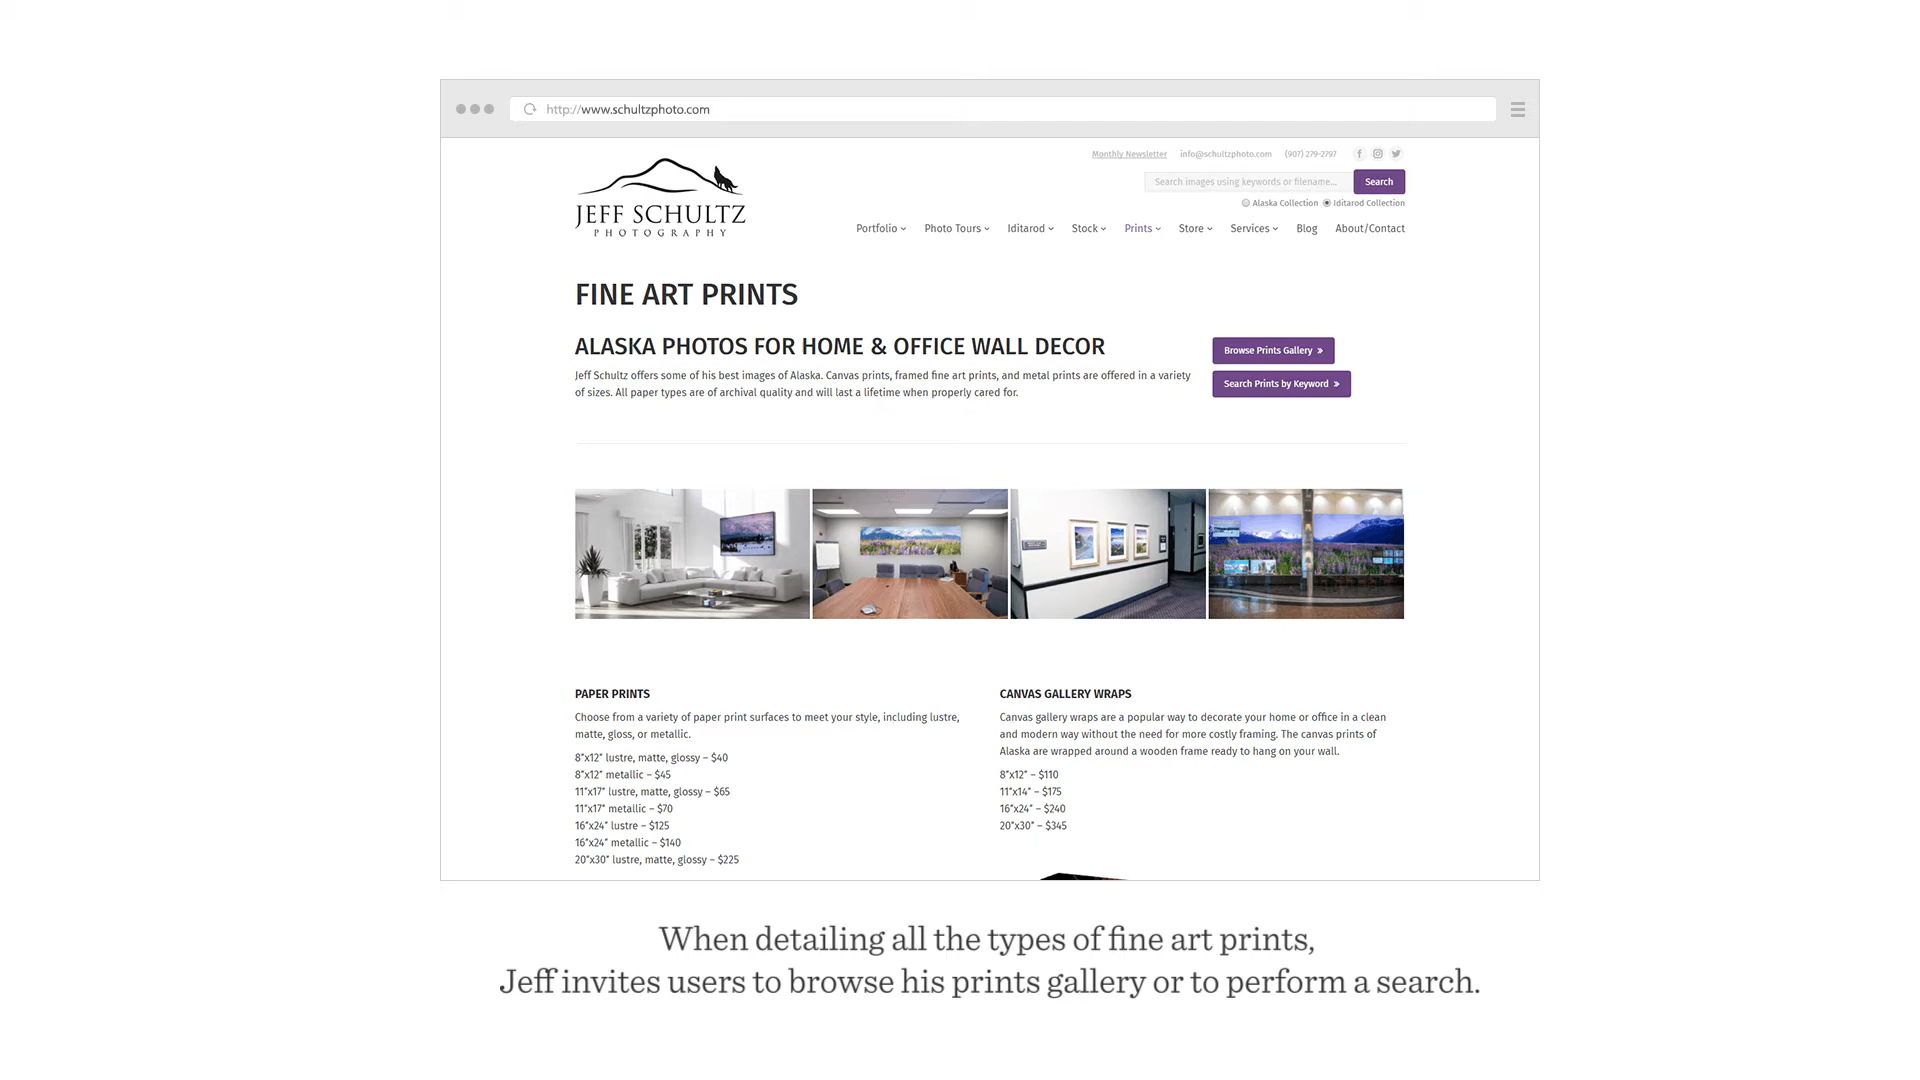 http://www.schultzphoto.com
Monthly Newsletter info@schultzphoto.com (907) 279-2797
Search images using keywords or filename... Search
Alaska Collection Iditarod Collection
JEFF SCHULTZ
PHOTOGRAPHY
Portfolio Photo Tours Iditarod Stock Prints Store Services Blog About/Contact
FINE ART PRINTS
ALASKA PHOTOS FOR HOME & OFFICE WALL DECOR
Jeff Schultz offers some of his best images of Alaska. Canvas prints, framed fine art prints, and metal prints are offered in a variety
of sizes. All paper types are of archival quality and will last a lifetime when properly cared for.
Browse Prints Gallery »
Search Prints by Keyword »
PAPER PRINTS
Choose from a variety of paper print surfaces to meet your style, including lustre,
matte, gloss, or metallic.
8"x12" lustre, matte, glossy – $40
8"x12" metallic – $45
11"x17" lustre, matte, glossy – $65
11"x17" metallic – $70
16"x24" lustre – $125
16"x24" metallic – $140
20"x30" lustre, matte, glossy – $225
CANVAS GALLERY WRAPS
Canvas gallery wraps are a popular way to decorate your home or office in a clean
and modern way without the need for more costly framing. The canvas prints of
Alaska are wrapped around a wooden frame ready to hang on your wall.
8"x12" – $110
11"x14" – $175
16"x24" – $240
20"x30" – $345
When detailing all the types of fine art prints,
Jeff invites users to browse his prints gallery or to perform a search.